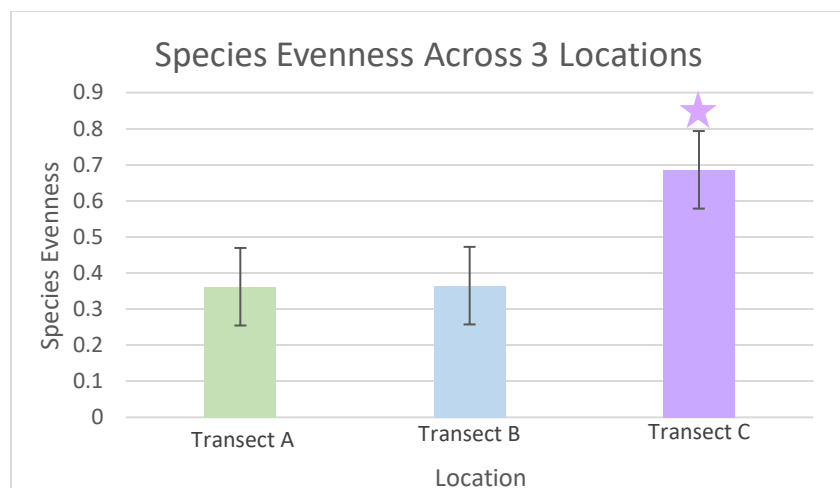 Species Evenness Across 3 Locations
0.9
0.8
0.7
0.6
0.5
0.4
0.3
0.2
0.1
0
Species Evenness
Transect A
Transect B
Transect C
Location